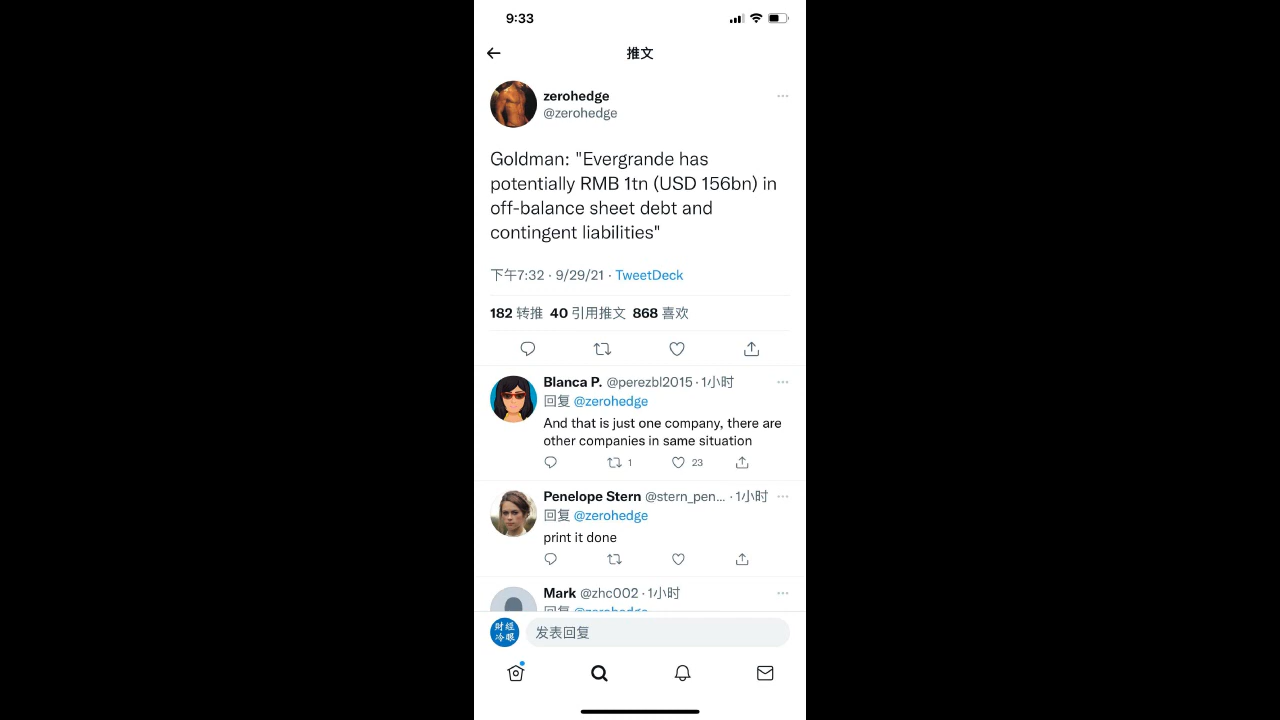 9:33
推文
zerohedge
@zerohedge
Goldman: "Evergrande has
potentially RMB 1tn (USD 156bn) in
off-balance sheet debt and
contingent liabilities"
下午7:32 · 9/29/21 · TweetDeck
182 转推 40 引用推文 868 喜欢
Blanca P. @perezbl2015 · 1小时
回复 @zerohedge
And that is just one company, there are
other companies in same situation
1 23
Penelope Stern @stern_pen... · 1小时
回复 @zerohedge
print it done
Mark @zhc002 · 1小时
回复 @zerohedge
财經
冷眼
发表回复